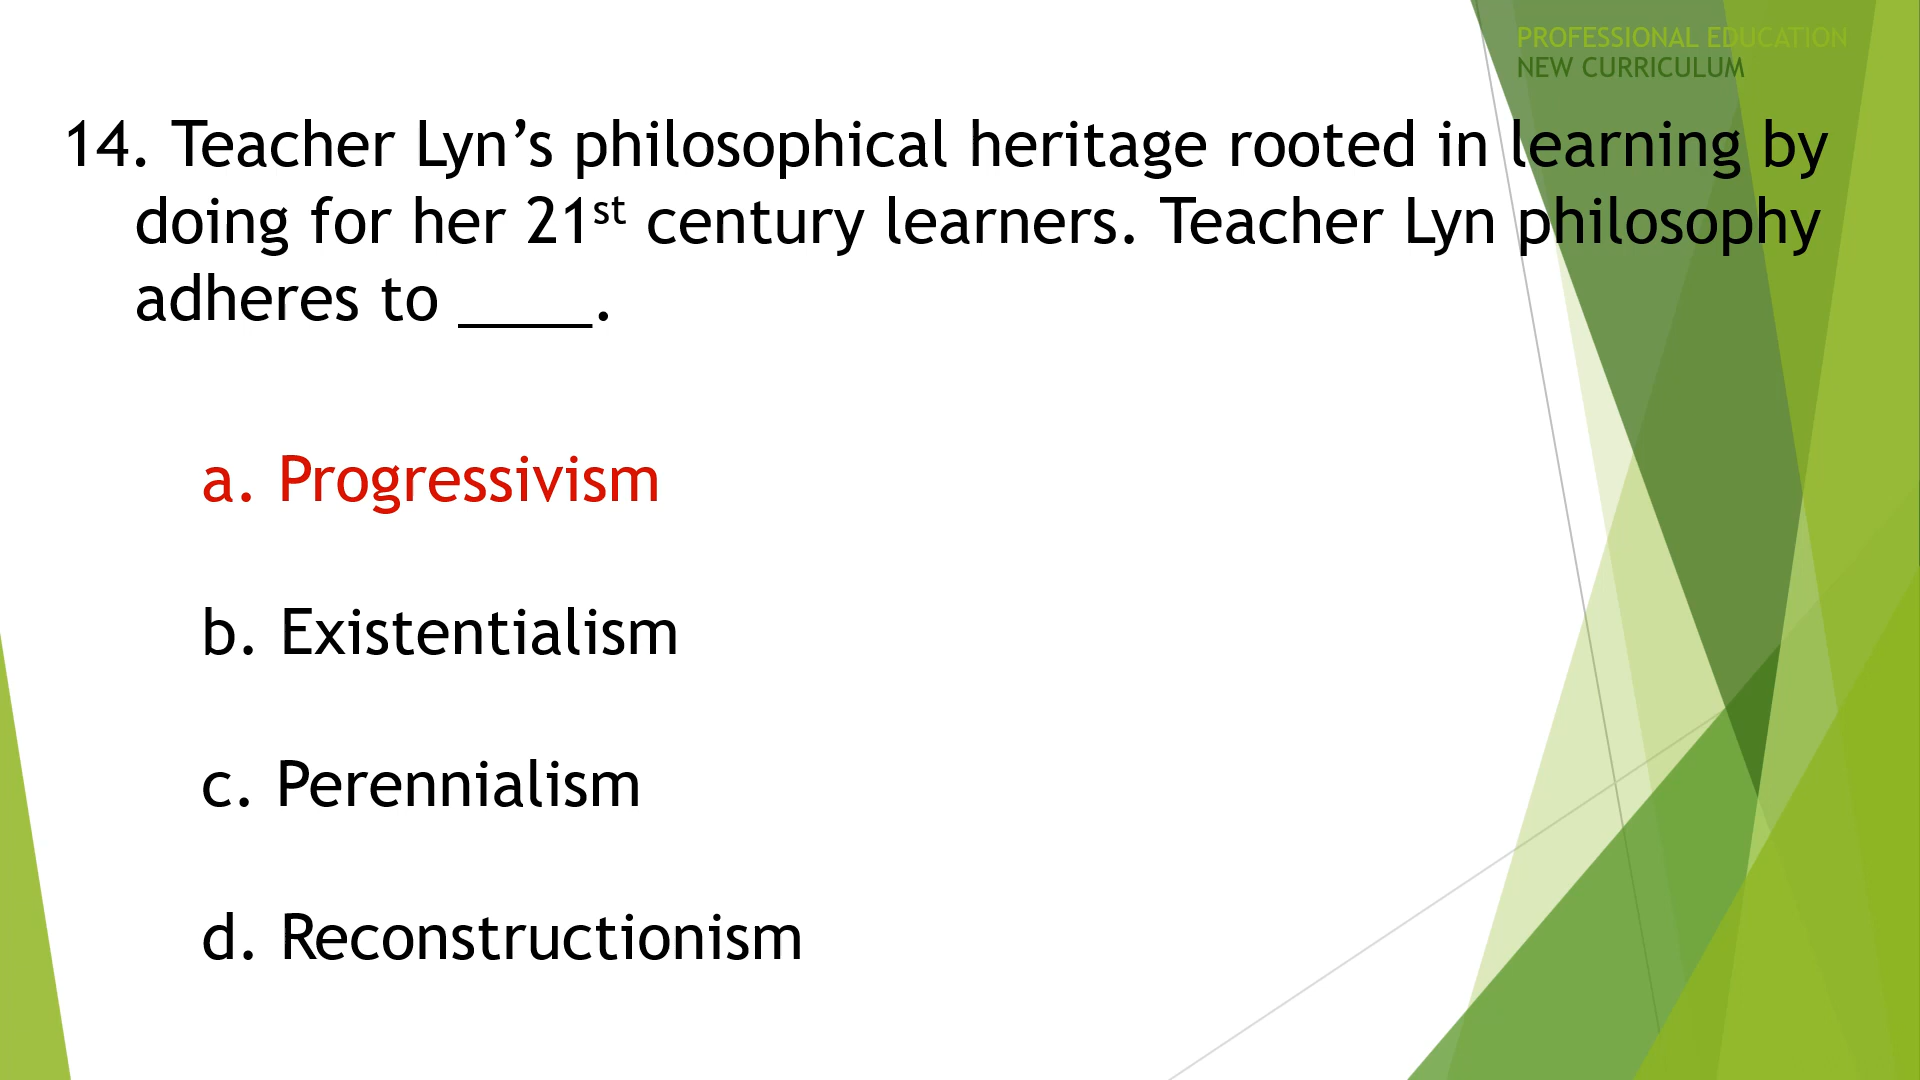 PROFESSIONAL EDUCATION
NEW CURRICULUM
14. Teacher Lyn’s philosophical heritage rooted in learning by
doing for her 21st century learners. Teacher Lyn philosophy
adheres to ____.
a. Progressivism
b. Existentialism
c. Perennialism
d. Reconstructionism